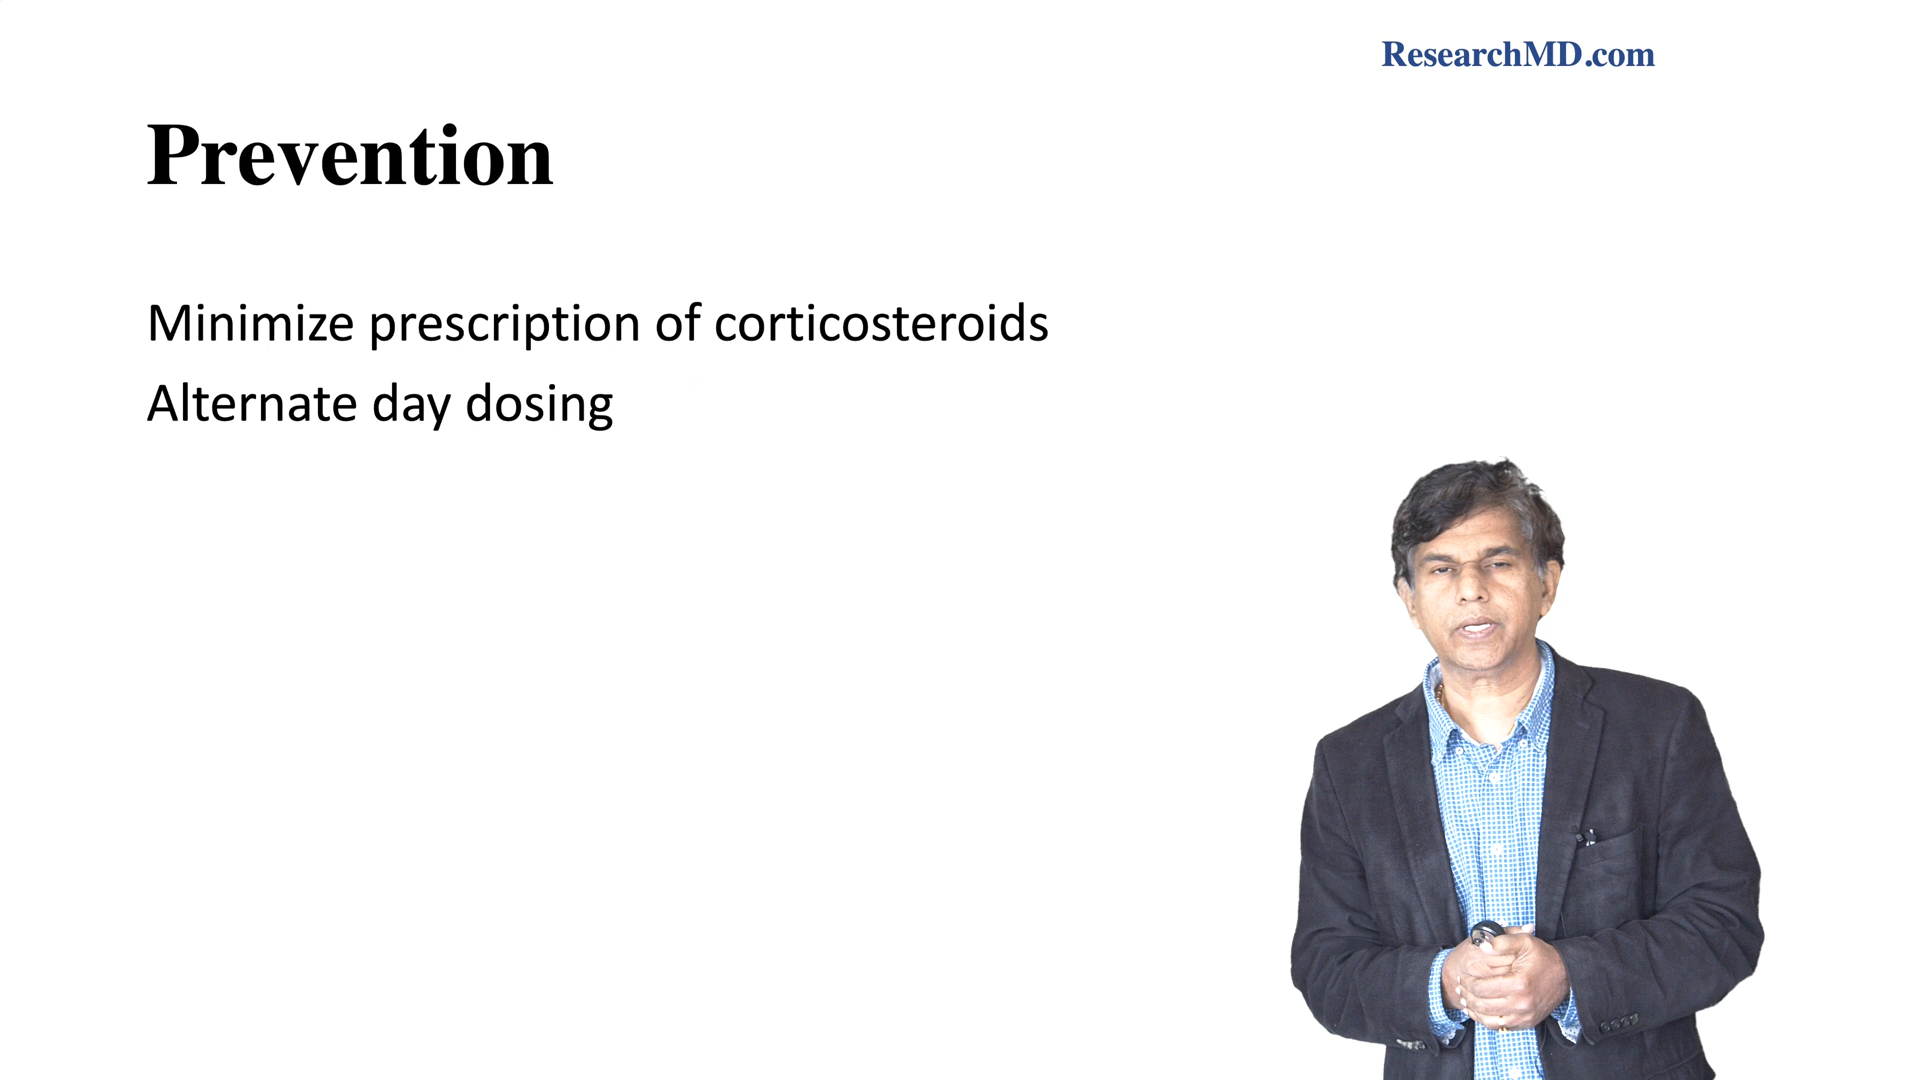 ResearchMD.com
Prevention
Minimize prescription of corticosteroids
Alternate day dosing